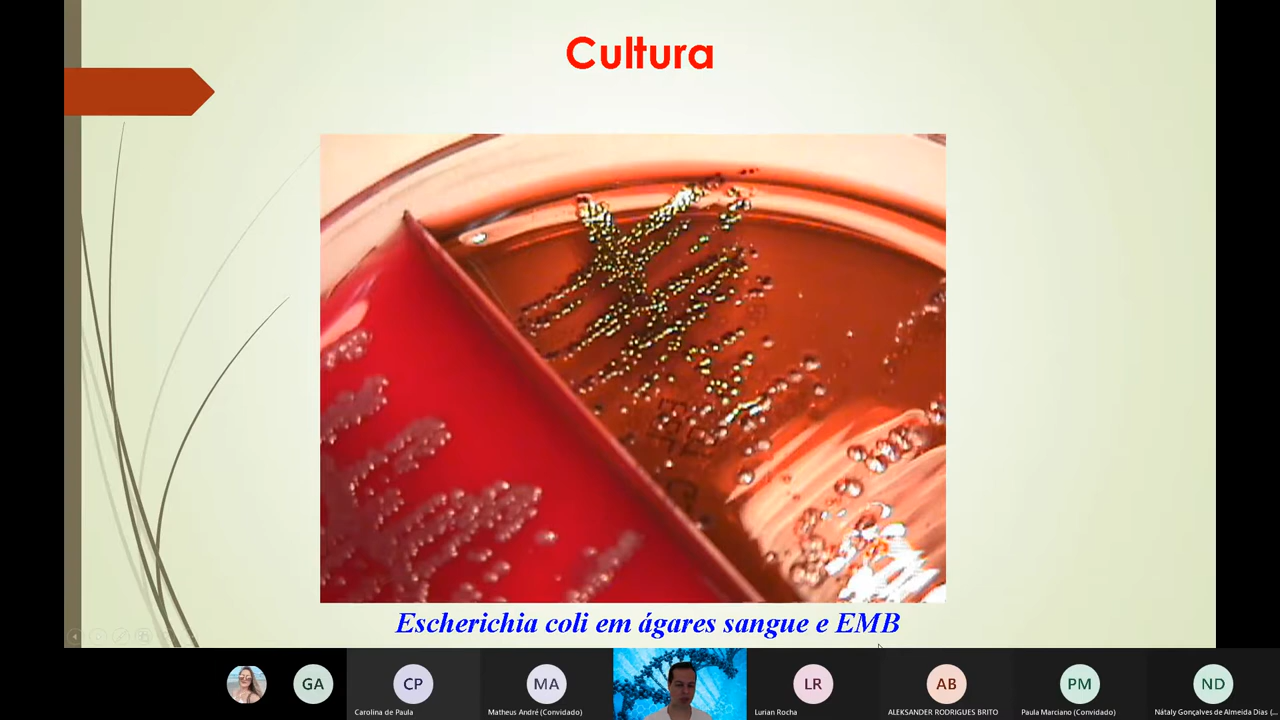 Cultura
Escherichia coli em ágares sangue e EMB
GA
CP
MA
LR
AB
PM
ND
Carolina de Paula
Matheus André (Convidado)
Lurian Rocha
ALEKSANDER RODRIGUES BRITO
Paula Marciano (Convidado)
Nátaly Gonçalves de Almeida Dias (...